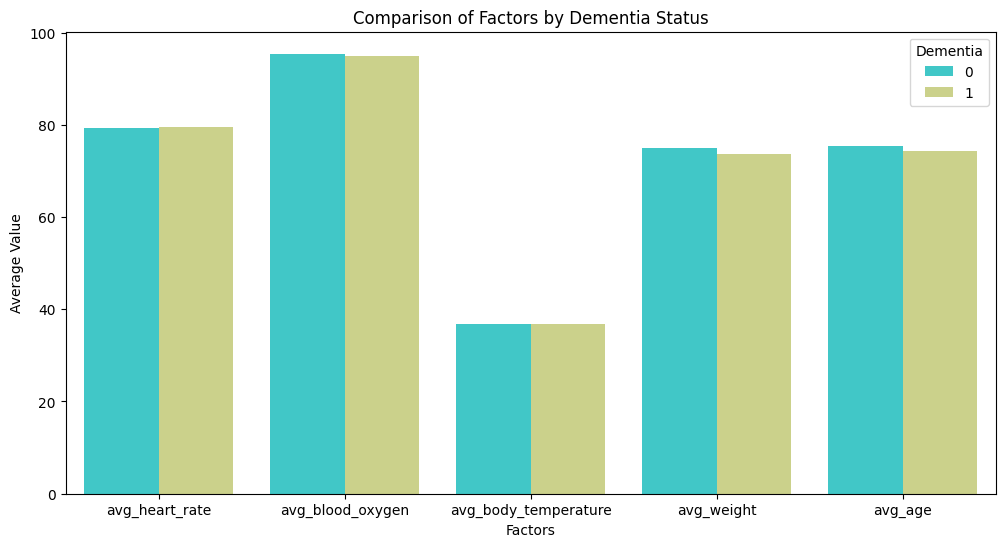 Comparison of Factors by Dementia Status
Average Value
100
80
60
40
20
0
Dementia
0
1
avg_heart_rate
avg_blood_oxygen
avg_body_temperature
avg_weight
avg_age
Factors